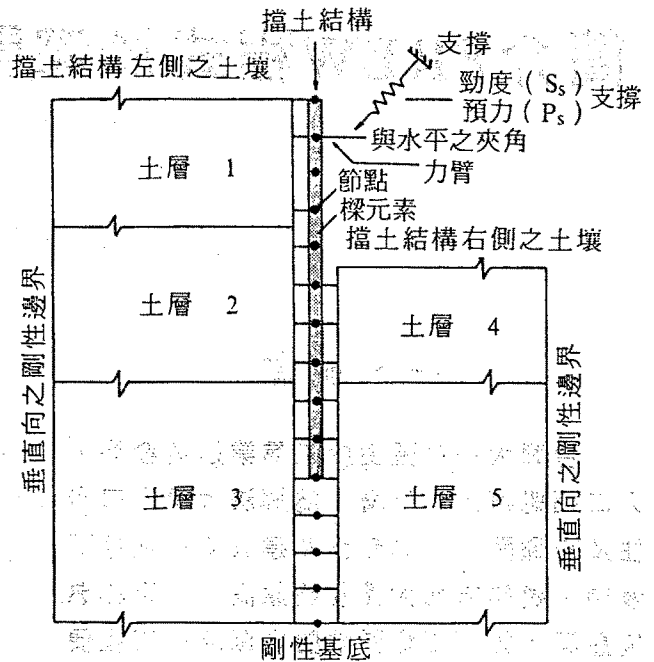 擋土結構
支撐
擋土結構左側之土壤
勁度(Sₛ)
預力(Pₛ)
支撐
與水平之夾角
力臂
土層 1
節點
樑元素
擋土結構右側之土壤
土層 2
土層 4
垂直向之剛性邊界
垂直向之剛性邊界
土層 3
土層 5
剛性基底